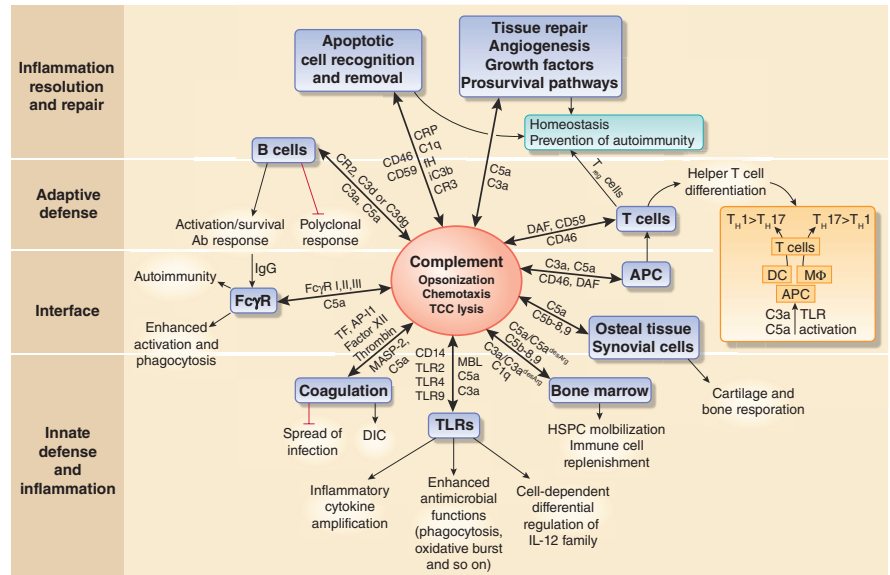 Inflammation
resolution
and repair
Apoptotic
cell recognition
and removal
Tissue repair
Angiogenesis
Growth factors
Prosurvival pathways
Homeostasis
Prevention of autoimmunity
B cells
CR2, C3d or C3dg
C3a, C5a
CD46
CD59
CRP
C1q
fH
iC3b
CR3
C5a
C3a
T reg cells
Adaptive
defense
Activation/survival
Ab response
Polyclonal
response
DAF, CD59
CD46
T cells
Helper T cell
differentiation
TH1>TH17
TH17>TH1
T cells
DC
MΦ
APC
C3a
C5a
TLR
activation
Interface
IgG
Autoimmunity
FcγR
FcγR I,II,III
C5a
Enhanced
activation and
phagocytosis
Complement
Opsonization
Chemotaxis
TCC lysis
C3a, C5a
CD46, DAF
APC
C5a
C5b-8,9
Osteal tissue
Synovial cells
Cartilage and
bone resporation
Innate
defense
and
inflammation
TF, AP-I1
Factor XII
Thrombin
MASP-2,
C5a
Coagulation
Spread of
infection
DIC
CD14
TLR2
TLR4
TLR9
MBL
C5a
C3a
TLRs
Inflammatory
cytokine
amplification
Enhanced
antimicrobial
functions
(phagocytosis,
oxidative burst
and so on)
Cell-dependent
differential
regulation of
IL-12 family
C5a/C5adesArg
C5b-8,9
C3a/C3adesArg
C1q
Bone marrow
HSPC molbilization
Immune cell
replenishment